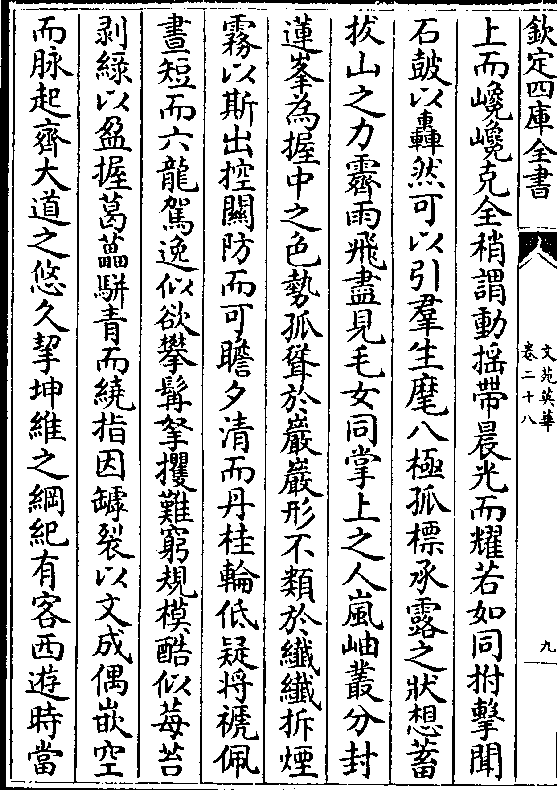 欽定四庫全書
文苑英華
卷二十八
九
上而巉巉克全稍謂動揺帶晨光而耀若如同拊擊聞
石皷以轟然可以引羣生麾八極孤標承露之狀想蓄
拔山之力霽雨飛盡見毛女同掌上之人嵐岫叢分封
蓮峯為握中之色勢孤聳於巖巖形不類於纖纖拆煙
霧以斯出控闗防而可瞻夕清而丹桂輪低疑将褫佩
晝短而六龍駕逸似欲攀髯拏攫難窮規模酷似莓苔
剥緑以盈握葛藟駢青而繞指因罅裂以文成偶嵌空
而脉起齊大道之悠久挈坤維之綱紀有客西遊時當